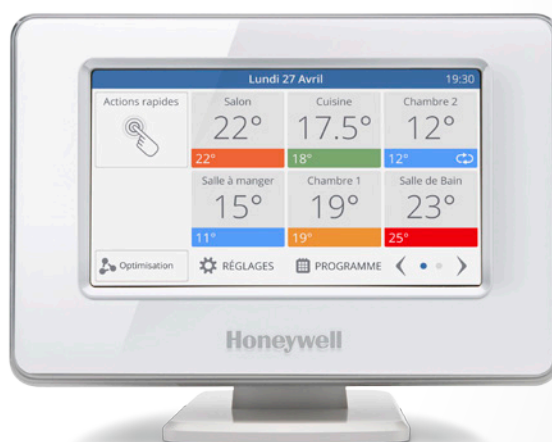 Lundi 27 Avril 19:30
Actions rapides
Salon Cuisine Chambre 2
22° 17.5° 12°
22° 18° 12°
Salle à manger Chambre 1 Salle de Bain
15° 19° 23°
11° 19° 25°
Optimisation RÉGLAGES PROGRAMME
Honeywell